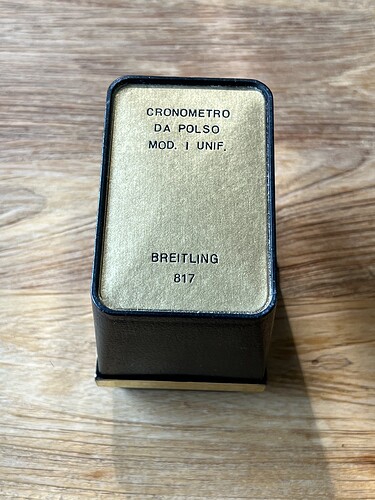 CRONOMETRO
DA POLSO
MOD. I UNIF.
BREITLING
817